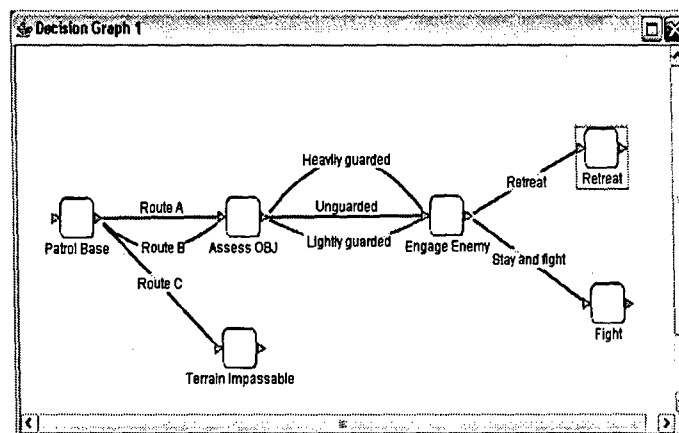 Decision Graph 1
Heavily guarded
Retreat
Retreat
Route A
Unguarded
Patrol Base
Route B
Assess OBJ
Lightly guarded
Engage Enemy
Stay and fight
Route C
Fight
Terrain Impassable